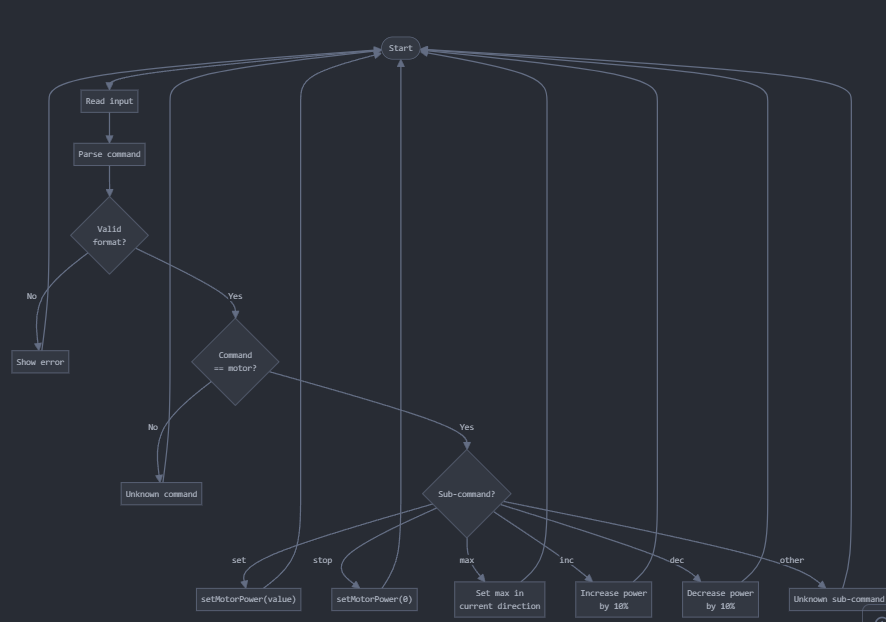 Start
Read input
Parse command
Valid
format?
No
Yes
Show error
Command
== motor?
No
Yes
Unknown command
Sub-command?
set
stop
max
inc
dec
other
setMotorPower(value)
setMotorPower(0)
Set max in
current direction
Increase power
by 10%
Decrease power
by 10%
Unknown sub-command